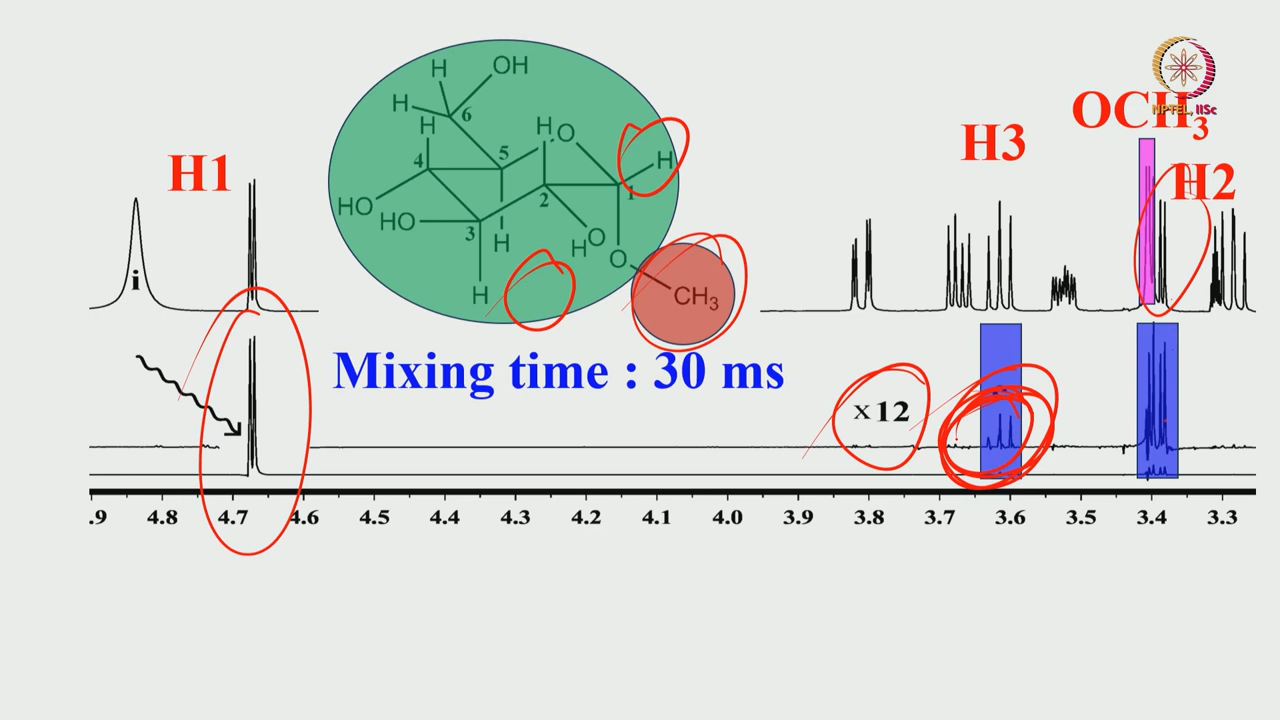 OH
H
6
H
H
H
O
4
5
H
HO
HO
2
1
3
H
HO
H
O
CH3
H1
i
H3
OCH3
NPTEL, IISc
H2
Mixing time : 30 ms
x 12
.9 4.8 4.7 4.6 4.5 4.4 4.3 4.2 4.1 4.0 3.9 3.8 3.7 3.6 3.5 3.4 3.3